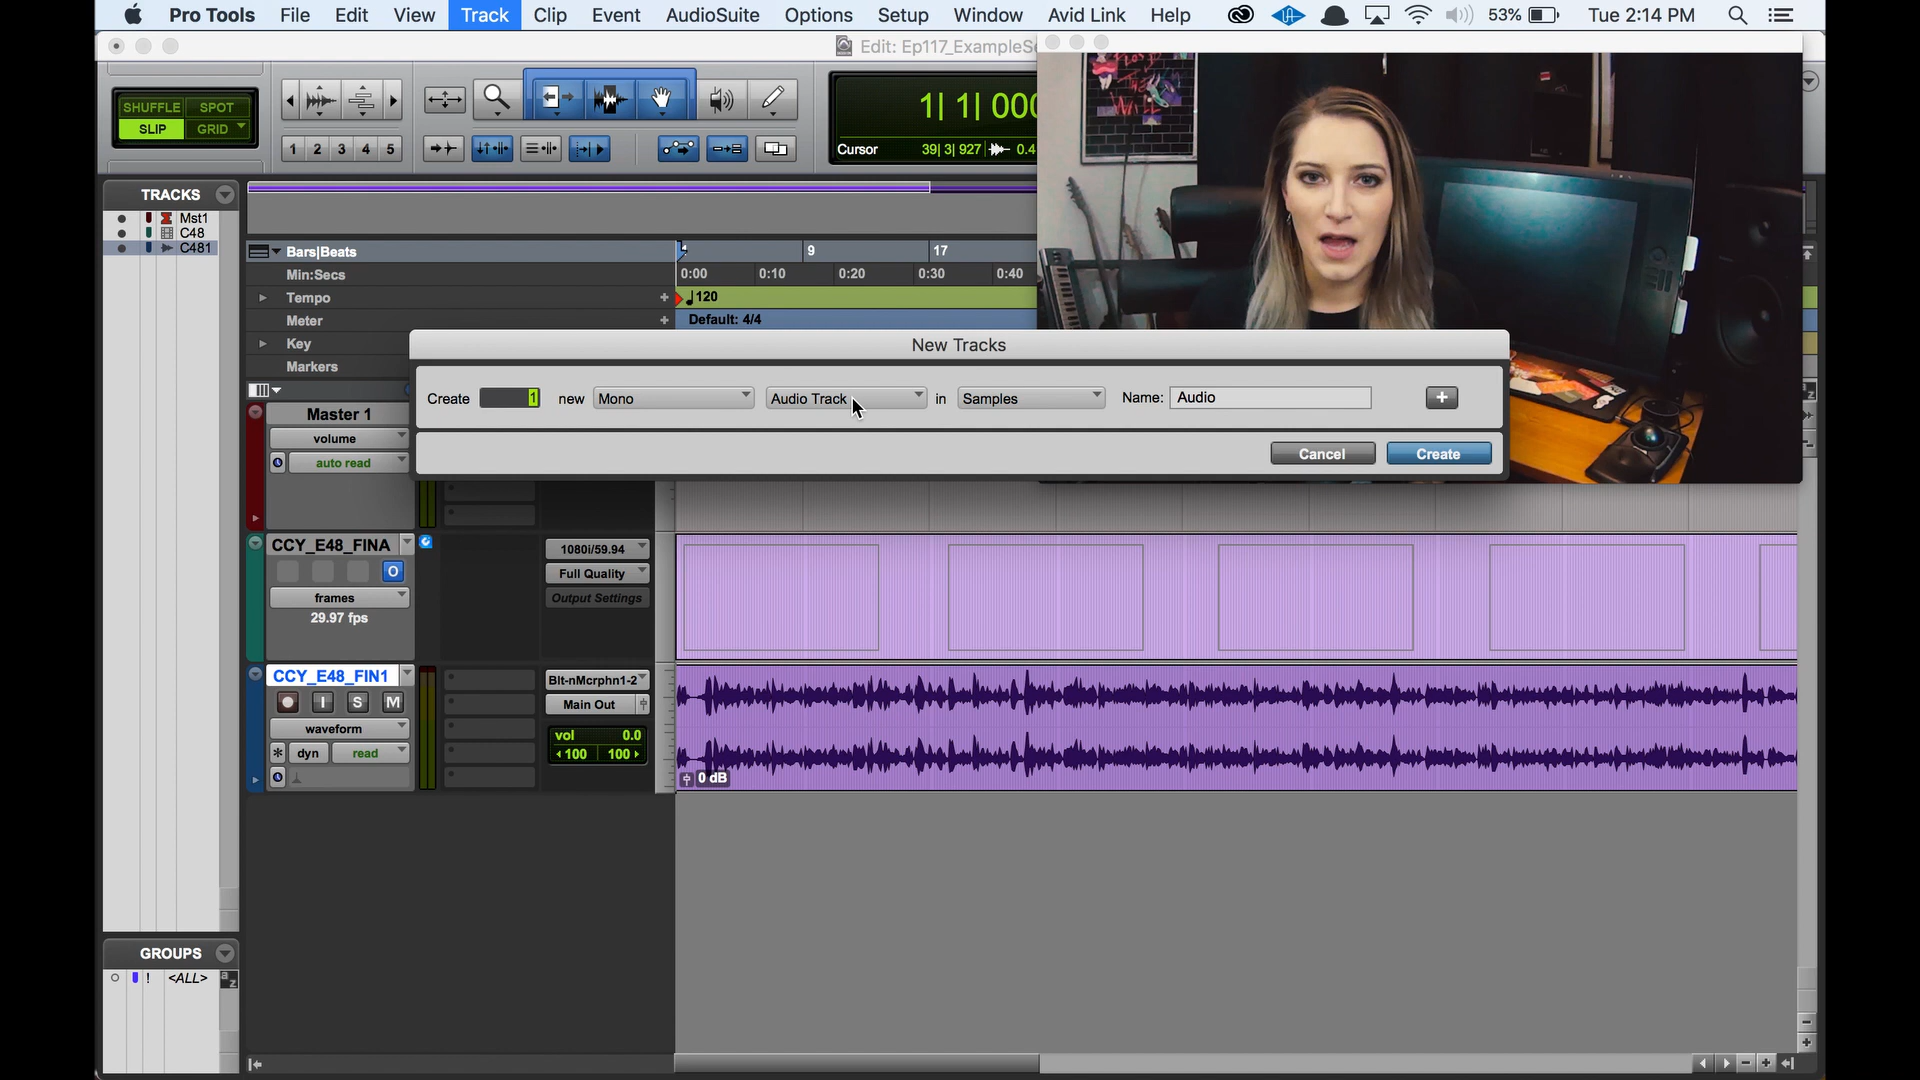 Pro Tools File Edit View Track Clip Event AudioSuite Options Setup Window Avid Link Help 53% Tue 2:14 PM
Edit: Ep117_ExampleSe
SHUFFLE SPOT
SLIP GRID
1 2 3 4 5
1| 1| 000
Cursor 39| 3| 927 0.4
TRACKS
Mst1
C48
C481
Bars|Beats 9 17
Min:Secs 0:00 0:10 0:20 0:30 0:40
Tempo + 120
Meter + Default: 4/4
Key
Markers
New Tracks
Create 1 new Mono Audio Track in Samples Name: Audio +
Cancel Create
Master 1
volume
auto read
CCY_E48_FINA
O
frames
29.97 fps
1080i/59.94
Full Quality
Output Settings
CCY_E48_FIN1
I S M
waveform
* dyn read
Blt-nMcrphn1-2
Main Out
vol 0.0
100 100
0 dB
GROUPS
! <ALL>
a z